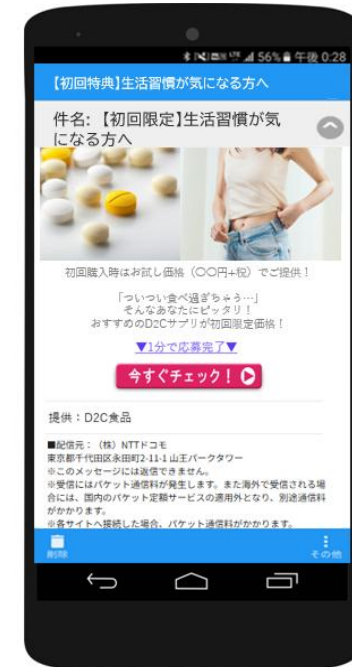 56% 午後 0:28
【初回特典】生活習慣が気になる方へ
件名:【初回限定】生活習慣が気
になる方へ
初回購入時はお試し価格（〇〇円+税）でご提供！
「ついつい食べ過ぎちゃう…」
そんなあなたにピッタリ！
おすすめのD2Cサプリが初回限定価格！
▼1分で応募完了▼
今すぐチェック！
提供：D2C食品
■配信元：（株）NTTドコモ
東京都千代田区永田町2-11-1 山王パークタワー
※このメッセージには返信できません。
※受信にはパケット通信料が発生します。また海外で受信される場
合には、国内のパケット定額サービスの適用外となり、別途通信料
がかかります。
※各サイトへ接続した場合、パケット通信料がかかります。
削除
その他